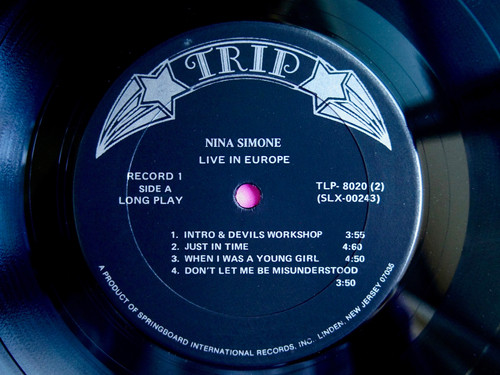 TRIP
NINA SIMONE
LIVE IN EUROPE
RECORD 1
SIDE A
LONG PLAY
TLP- 8020 (2)
(SLX-00243)
1. INTRO & DEVILS WORKSHOP 3:55
2. JUST IN TIME 4:60
3. WHEN I WAS A YOUNG GIRL 4:50
4. DON'T LET ME BE MISUNDERSTOOD
3:50
A PRODUCT OF SPRINGBOARD INTERNATIONAL RECORDS, INC. LINDEN, NEW JERSEY 07036